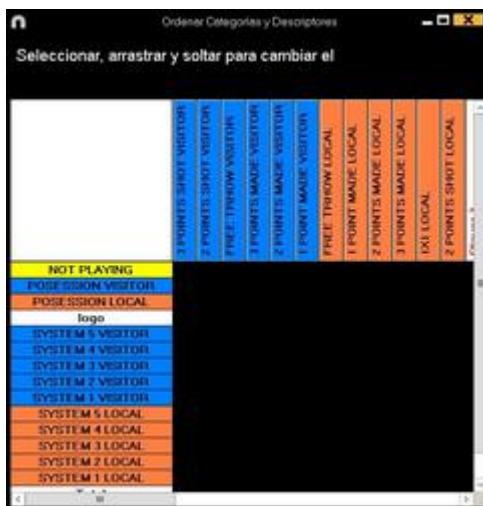 Ordenar Categorias y Descriptores
Seleccionar, arrastrar y soltar para cambiar el
3 POINTS SHOT VISITOR
2 POINTS SHOT VISITOR
FREE TRHOW VISITOR
3 POINTS MADE VISITOR
2 POINTS MADE VISITOR
1 POINT MADE VISITOR
FREE TRHOW LOCAL
1 POINT MADE LOCAL
2 POINTS MADE LOCAL
3 POINTS MADE LOCAL
LOCAL
2 POINTS SHOT LOCAL
NOT PLAYING
POSESSION VISITOR
POSESSION LOCAL
logo
SYSTEM 5 VISITOR
SYSTEM 4 VISITOR
SYSTEM 3 VISITOR
SYSTEM 2 VISITOR
SYSTEM 1 VISITOR
SYSTEM 5 LOCAL
SYSTEM 4 LOCAL
SYSTEM 3 LOCAL
SYSTEM 2 LOCAL
SYSTEM 1 LOCAL